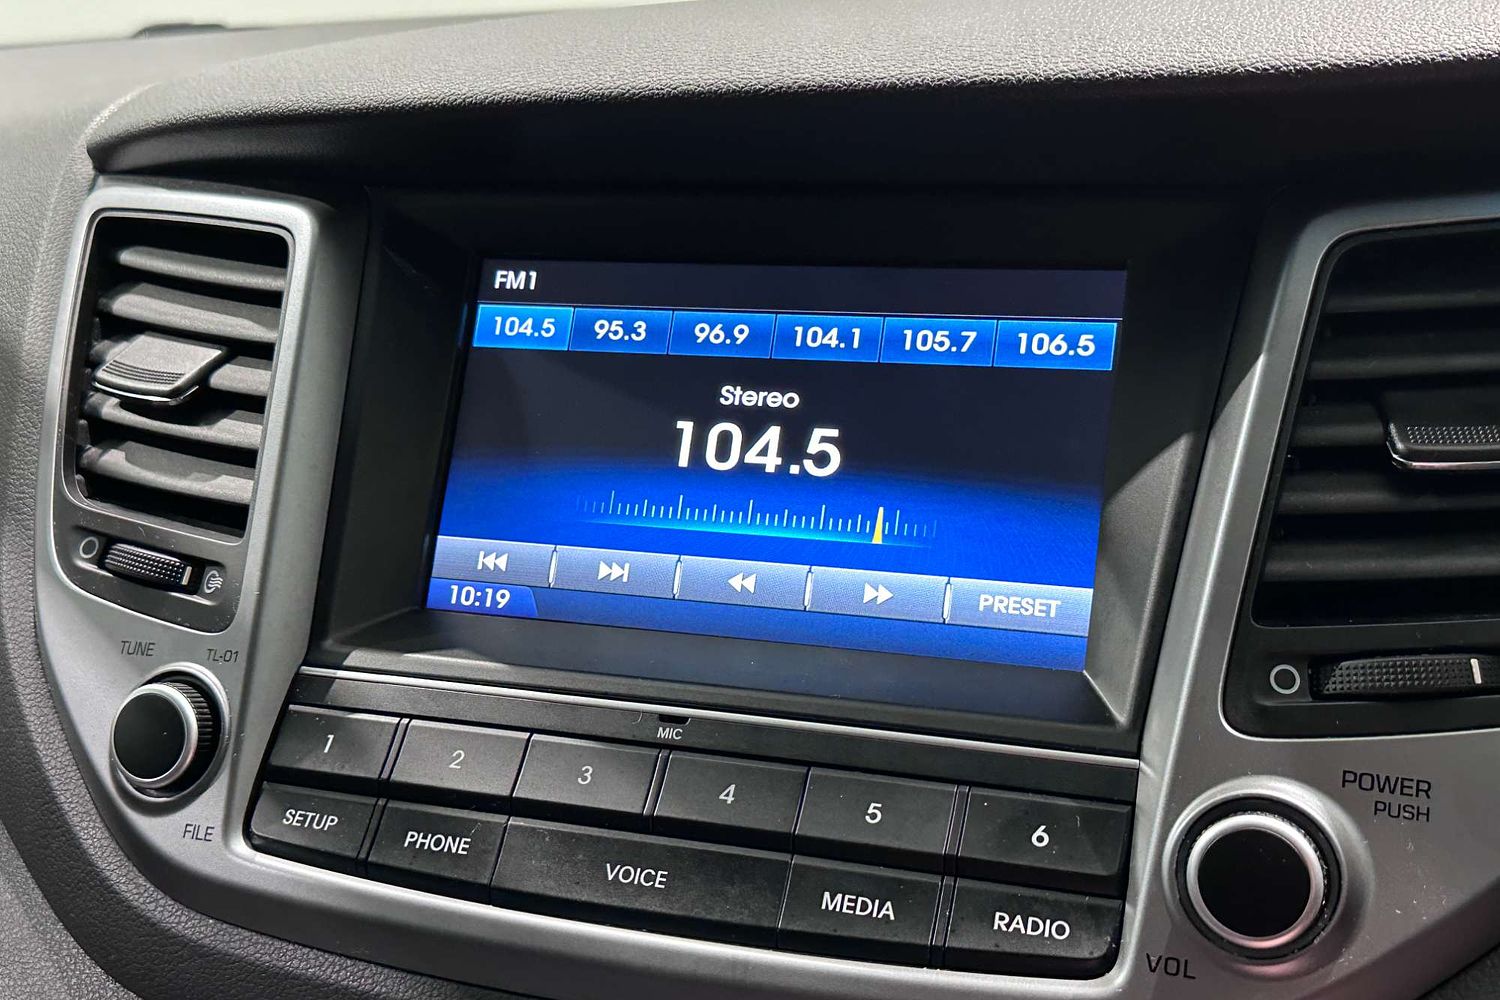 FM1
104.5 95.3 96.9 104.1 105.7 106.5
Stereo
104.5
PRESET
10:19
TUNE
TL-01
FILE
MIC
1 2 3 4 5 6
SETUP PHONE VOICE MEDIA RADIO
POWER
PUSH
VOL